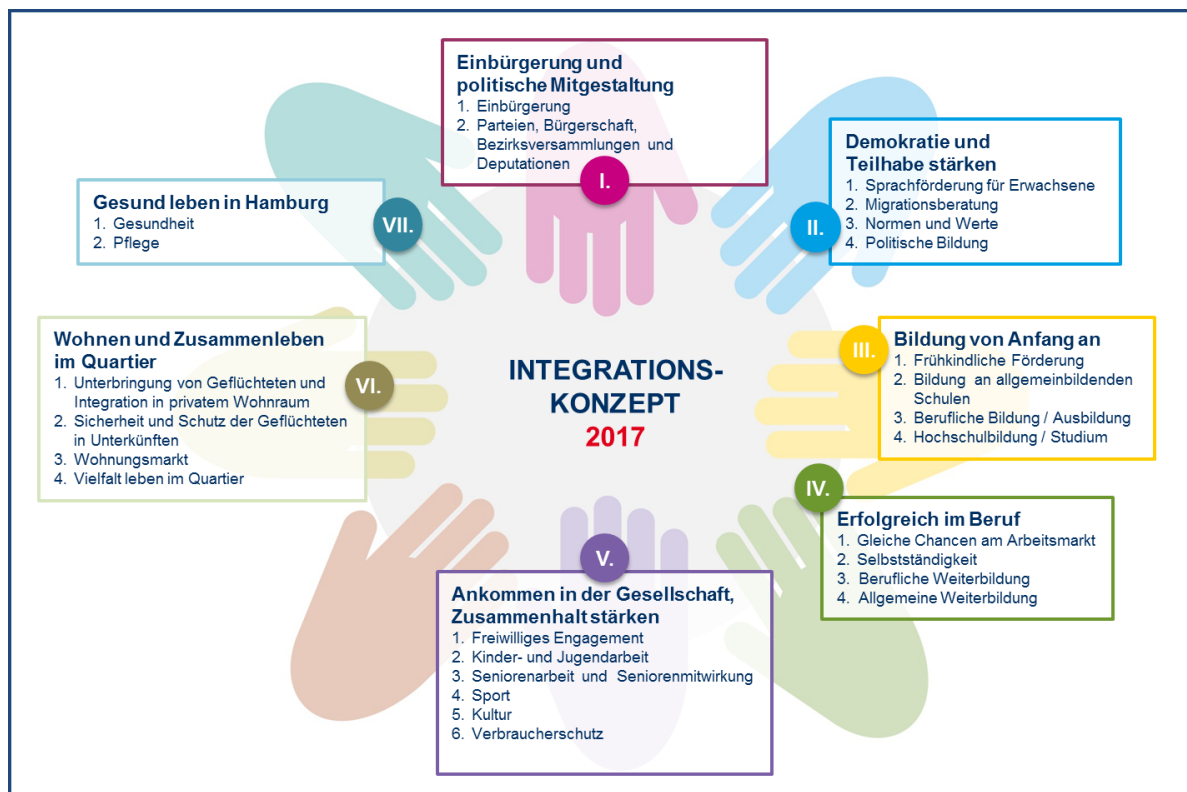 INTEGRATIONS-
KONZEPT
2017
Einbürgerung und
politische Mitgestaltung
1. Einbürgerung
2. Parteien, Bürgerschaft,
Bezirksversammlungen und
Deputationen
I.
Demokratie und
Teilhabe stärken
1. Sprachförderung für Erwachsene
2. Migrationsberatung
3. Normen und Werte
4. Politische Bildung
II.
Bildung von Anfang an
1. Frühkindliche Förderung
2. Bildung an allgemeinbildenden
Schulen
3. Berufliche Bildung / Ausbildung
4. Hochschulbildung / Studium
III.
IV.
Erfolgreich im Beruf
1. Gleiche Chancen am Arbeitsmarkt
2. Selbstständigkeit
3. Berufliche Weiterbildung
4. Allgemeine Weiterbildung
V.
Ankommen in der Gesellschaft,
Zusammenhalt stärken
1. Freiwilliges Engagement
2. Kinder- und Jugendarbeit
3. Seniorenarbeit und Seniorenmitwirkung
4. Sport
5. Kultur
6. Verbraucherschutz
Wohnen und Zusammenleben
im Quartier
1. Unterbringung von Geflüchteten und
Integration in privatem Wohnraum
2. Sicherheit und Schutz der Geflüchteten
in Unterkünften
3. Wohnungsmarkt
4. Vielfalt leben im Quartier
VI.
Gesund leben in Hamburg
1. Gesundheit
2. Pflege
VII.